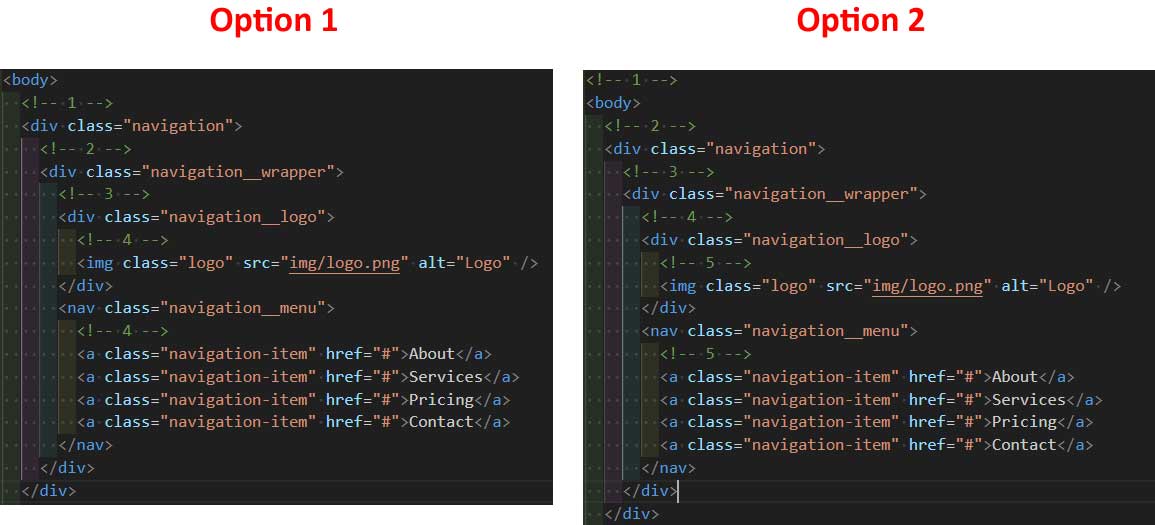 Option 1
<body>
<!-- 1 -->
<div class="navigation">
<!-- 2 -->
<div class="navigation__wrapper">
<!-- 3 -->
<div class="navigation__logo">
<!-- 4 -->
<img class="logo" src="img/logo.png" alt="Logo" />
</div>
<nav class="navigation__menu">
<!-- 4 -->
<a class="navigation-item" href="#">About</a>
<a class="navigation-item" href="#">Services</a>
<a class="navigation-item" href="#">Pricing</a>
<a class="navigation-item" href="#">Contact</a>
</nav>
</div>
</div>
Option 2
<!-- 1 -->
<body>
<!-- 2 -->
<div class="navigation">
<!-- 3 -->
<div class="navigation__wrapper">
<!-- 4 -->
<div class="navigation__logo">
<!-- 5 -->
<img class="logo" src="img/logo.png" alt="Logo" />
</div>
<nav class="navigation__menu">
<!-- 5 -->
<a class="navigation-item" href="#">About</a>
<a class="navigation-item" href="#">Services</a>
<a class="navigation-item" href="#">Pricing</a>
<a class="navigation-item" href="#">Contact</a>
</nav>
</div>
</div>